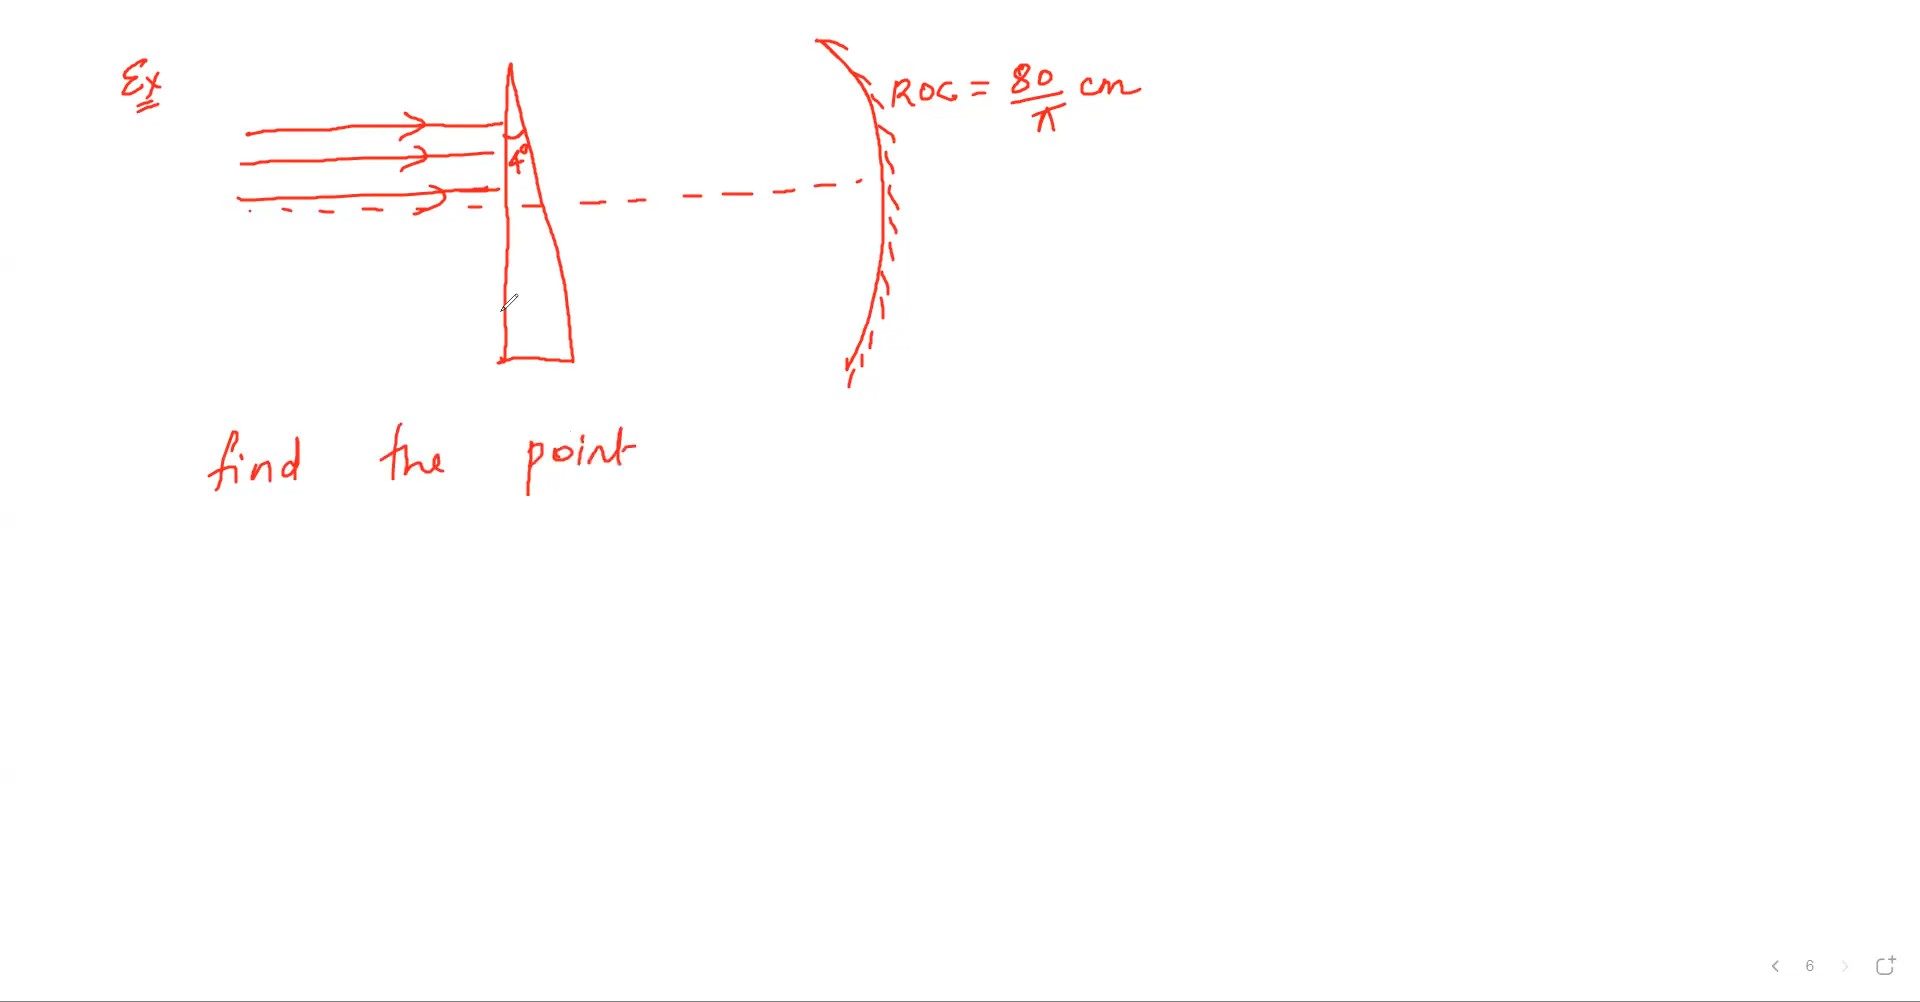 Ex
ROC = 80/π cm
4°
find the point
6